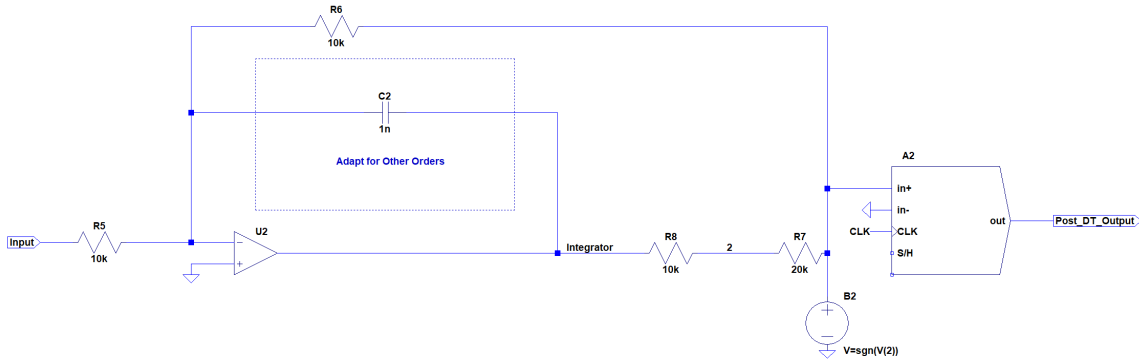 R6
10k
C2
1n
Adapt for Other Orders
A2
in+
in-
out
Post_DT_Output
CLK
CLK
S/H
R5
Input
10k
U2
Integrator
R8
10k
2
R7
20k
B2
V=sgn(V(2))